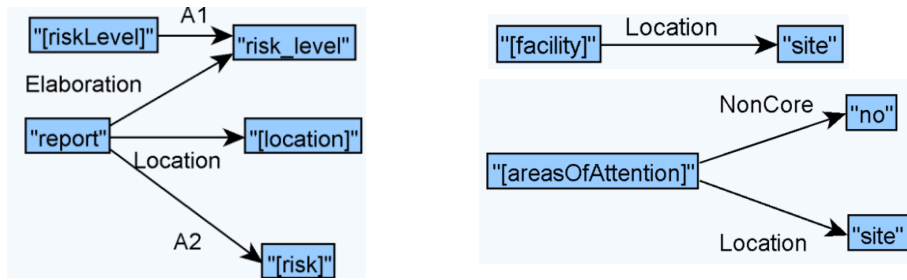 A1
"[riskLevel]"
"risk_level"
Elaboration
"report"
"[location]"
Location
A2
"[risk]"
Location
"[facility]"
"site"
NonCore
"no"
"[areasOfAttention]"
"site"
Location